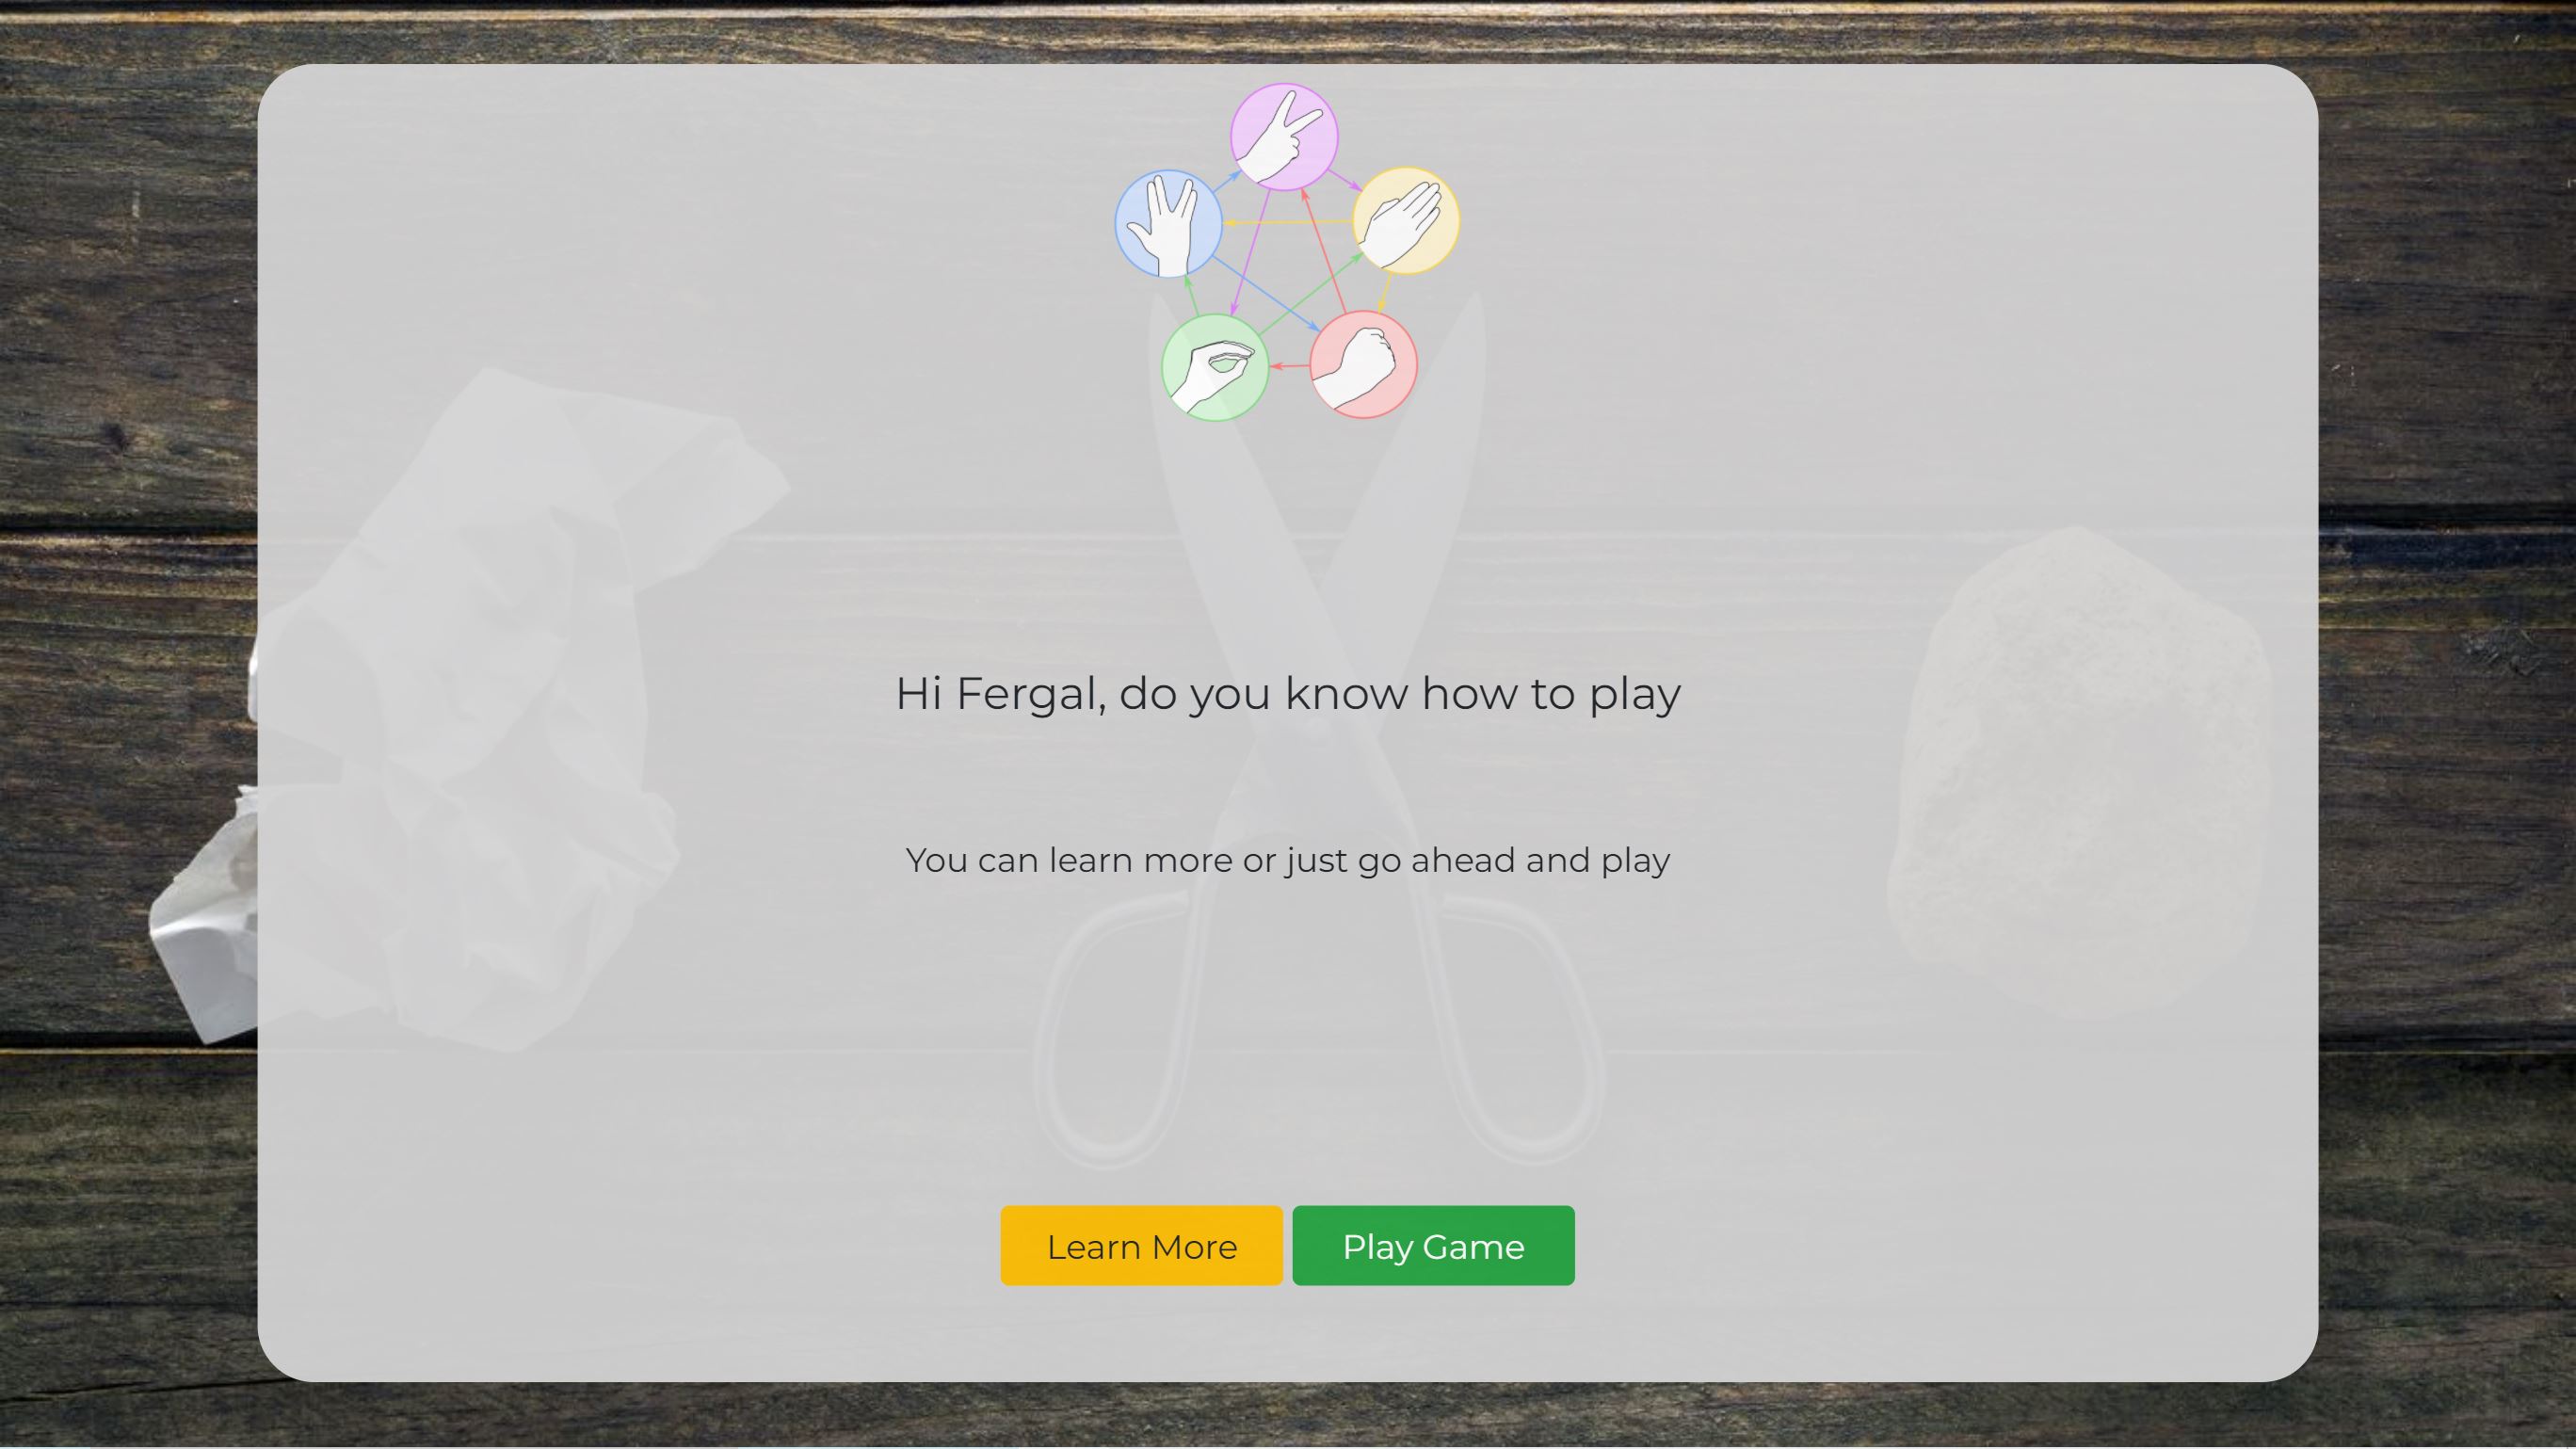 Hi Fergal, do you know how to play
You can learn more or just go ahead and play
Learn More
Play Game